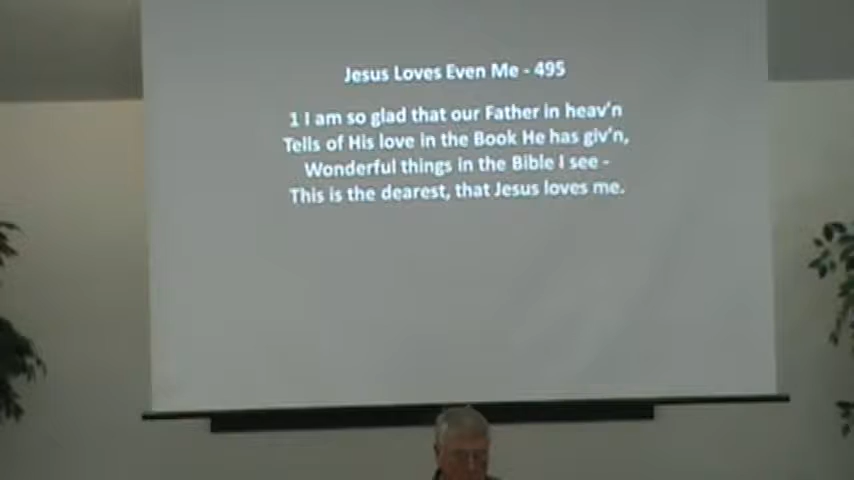 Jesus Loves Even Me - 495
1 I am so glad that our Father in heav'n
Tells of His love in the Book He has giv'n,
Wonderful things in the Bible I see -
This is the dearest, that Jesus loves me.